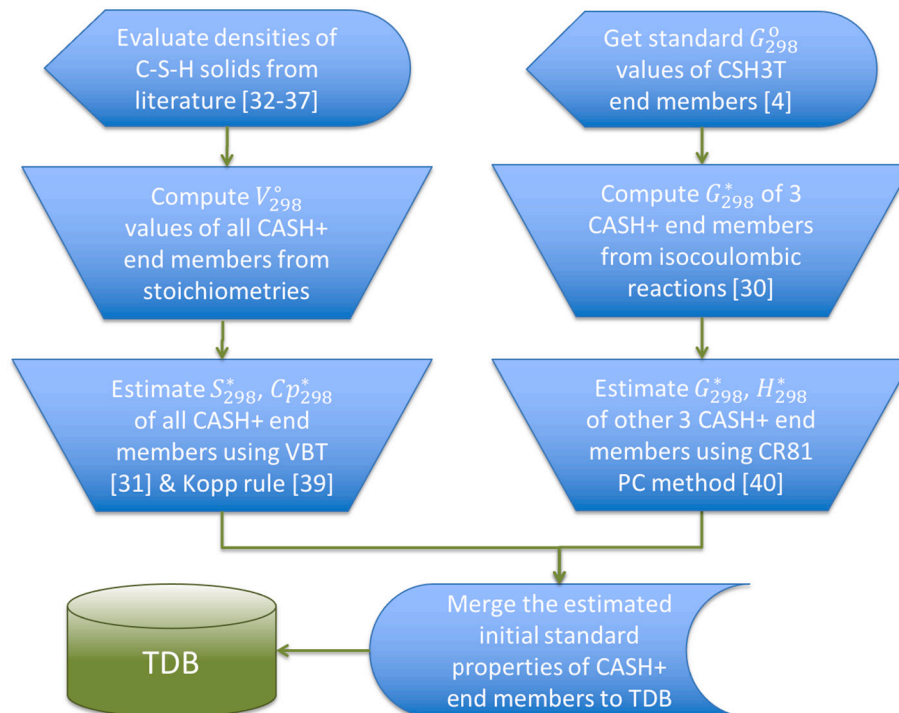 Evaluate densities of
C-S-H solids from
literature [32-37]
Compute V°298
values of all CASH+
end members from
stoichiometries
Estimate S*298, Cp*298
of all CASH+ end
members using VBT
[31] & Kopp rule [39]
Get standard G°298
values of CSH3T
end members [4]
Compute G*298 of 3
CASH+ end members
from isocoulombic
reactions [30]
Estimate G*298, H*298
of other 3 CASH+ end
members using CR81
PC method [40]
Merge the estimated
initial standard
properties of CASH+
end members to TDB
TDB